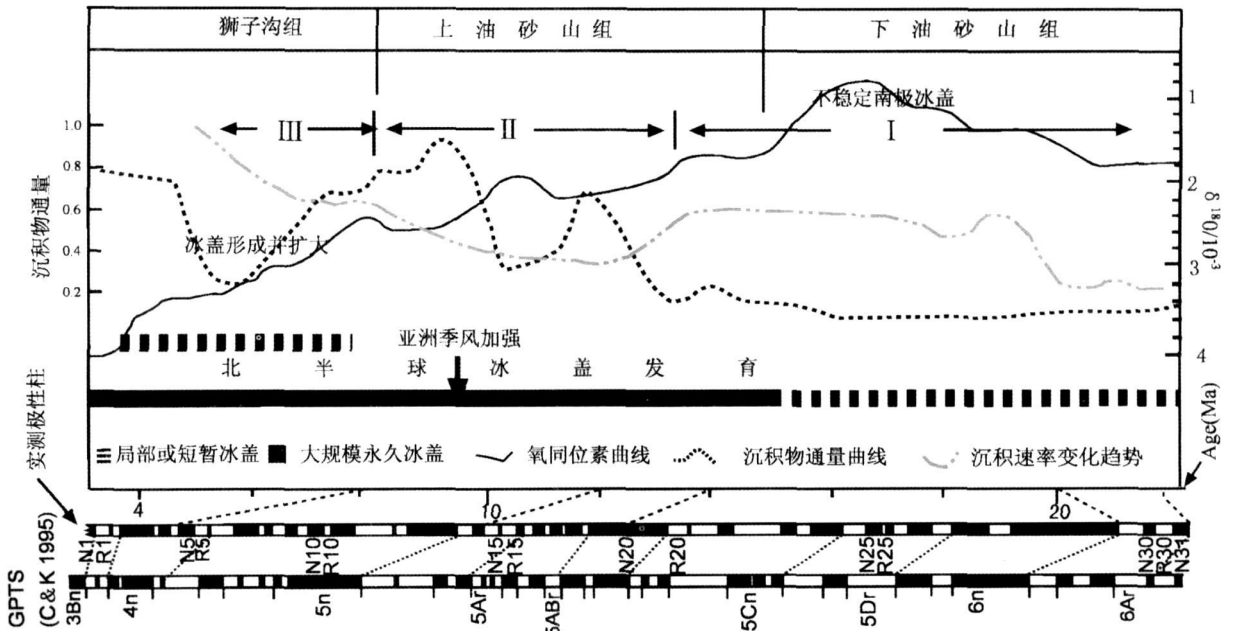 狮子沟组
上油砂山组
下油砂山组
不稳定南极冰盖
III
II
I
1.0
0.8
0.6
0.4
0.2
沉积物通量
1
2
3
4
δ18O/10-3
冰盖形成并扩大
亚洲季风加强
北半球冰盖发育
实测极性柱
Age(Ma)
局部或短暂冰盖
大规模永久冰盖
氧同位素曲线
沉积物通量曲线
沉积速率变化趋势
4
10
20
N1
R1
N5
R5
N10
R10
N15
R15
N20
R20
N25
R25
N30
R30
N31
GPTS
(C&K 1995)
3Bn
4n
5n
5Ar
5ABr
5Cn
5Dr
6n
6Ar